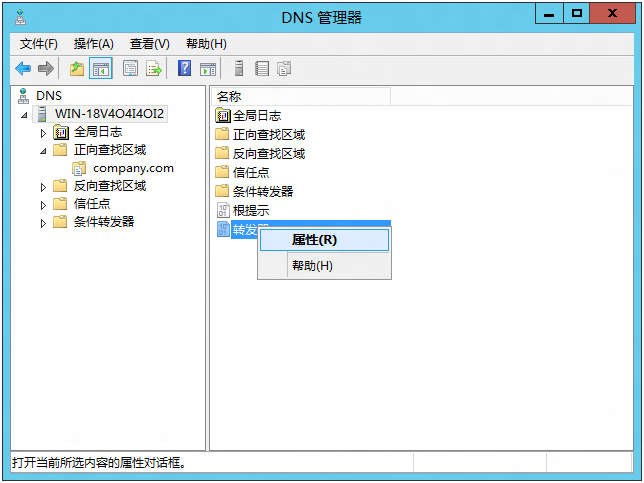 DNS 管理器
文件(F) 操作(A) 查看(V) 帮助(H)
DNS
WIN-18V4O4I4OI2
全局日志
正向查找区域
company.com
反向查找区域
信任点
条件转发器
名称
全局日志
正向查找区域
反向查找区域
信任点
条件转发器
根提示
转发器
属性(R)
帮助(H)
打开当前所选内容的属性对话框。